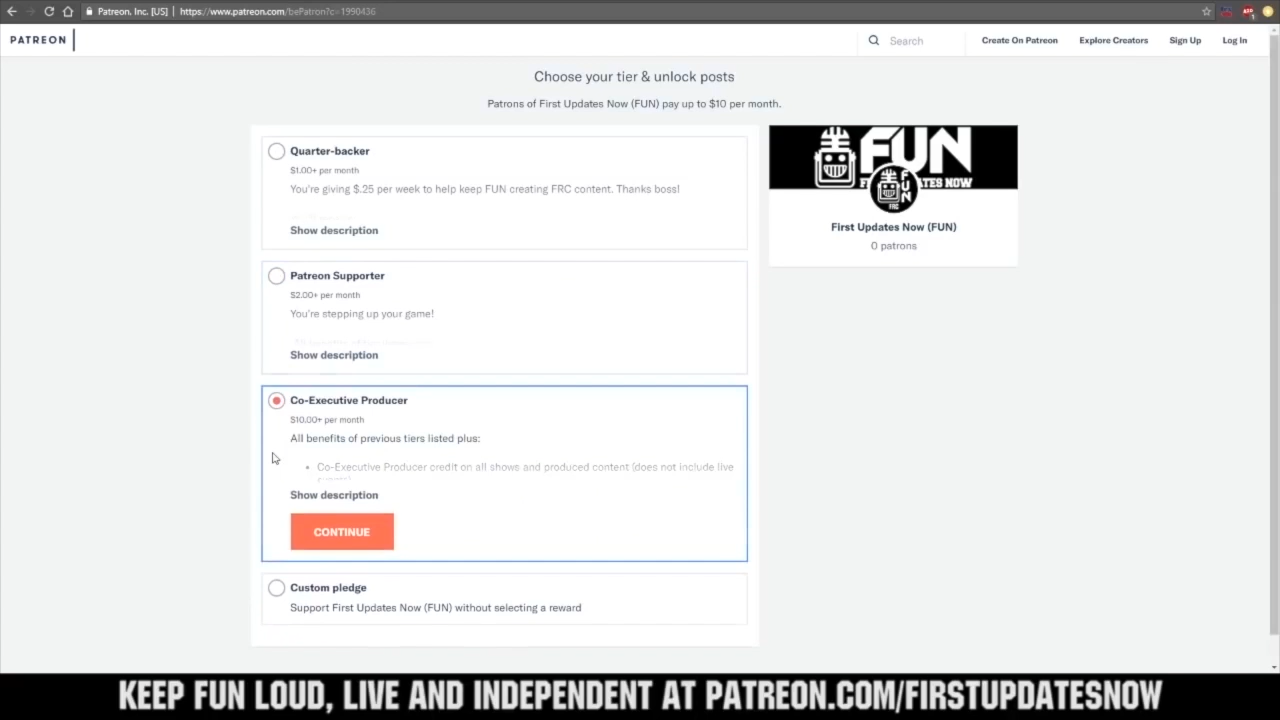 Patreon, Inc. [US] | https://www.patreon.com/bePatron?c=1990436
PATREON
Search
Create On Patreon
Explore Creators
Sign Up
Log In
Choose your tier & unlock posts
Patrons of First Updates Now (FUN) pay up to $10 per month.
Quarter-backer
$1.00+ per month
You're giving $.25 per week to help keep FUN creating FRC content. Thanks boss!
Show description
Patreon Supporter
$2.00+ per month
You're stepping up your game!
Show description
Co-Executive Producer
$10.00+ per month
All benefits of previous tiers listed plus:
• Co-Executive Producer credit on all shows and produced content (does not include live
Show description
CONTINUE
Custom pledge
Support First Updates Now (FUN) without selecting a reward
FUN
TES NOW
FUN
FRC
First Updates Now (FUN)
0 patrons
KEEP FUN LOUD, LIVE AND INDEPENDENT AT PATREON.COM/FIRSTUPDATESNOW